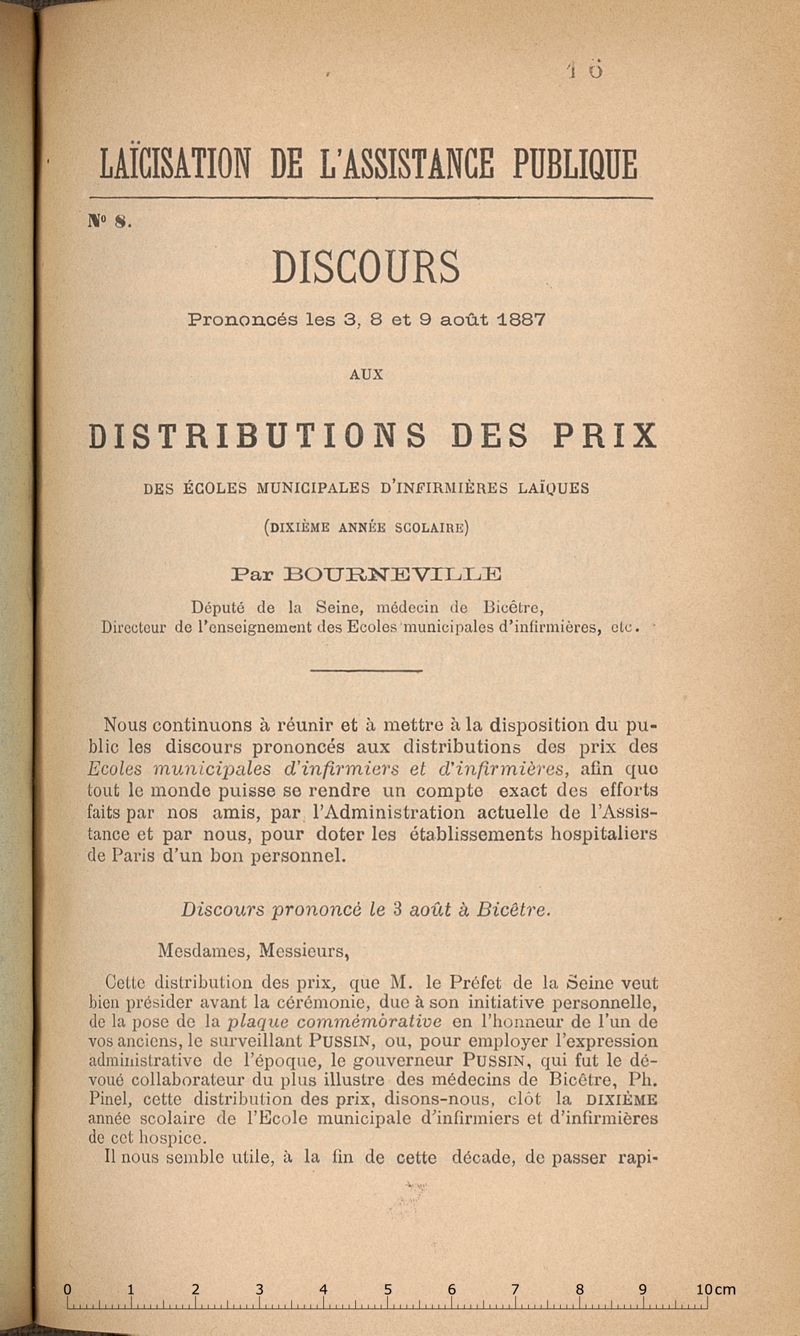 1 6
LAÏCISATION DE L'ASSISTANCE PUBLIQUE
N° 8.
DISCOURS
Prononcés les 3, 8 et 9 août 1887
AUX
DISTRIBUTIONS DES PRIX
DES ÉCOLES MUNICIPALES D'INFIRMIÈRES LAÏQUES
(DIXIÈME ANNÉE SCOLAIRE)
Par BOURNEVILLE
Député de la Seine, médecin de Bicêtre,
Directeur de l'enseignement des Ecoles municipales d'infirmières, etc.
Nous continuons à réunir et à mettre à la disposition du pu-
blic les discours prononcés aux distributions des prix des
Ecoles municipales d'infirmiers et d'infirmières, afin que
tout le monde puisse se rendre un compte exact des efforts
faits par nos amis, par l'Administration actuelle de l'Assis-
tance et par nous, pour doter les établissements hospitaliers
de Paris d'un bon personnel.
Discours prononcé le 3 août à Bicêtre.
Mesdames, Messieurs,
Cette distribution des prix, que M. le Préfet de la Seine veut
bien présider avant la cérémonie, due à son initiative personnelle,
de la pose de la plaque commémorative en l'honneur de l'un de
vos anciens, le surveillant PUSSIN, ou, pour employer l'expression
administrative de l'époque, le gouverneur PUSSIN, qui fut le dé-
voué collaborateur du plus illustre des médecins de Bicêtre, Ph.
Pinel, cette distribution des prix, disons-nous, clôt la DIXIÈME
année scolaire de l'Ecole municipale d'infirmiers et d'infirmières
de cet hospice.
Il nous semble utile, à la fin de cette décade, de passer rapi-
0 1 2 3 4 5 6 7 8 9 10 cm